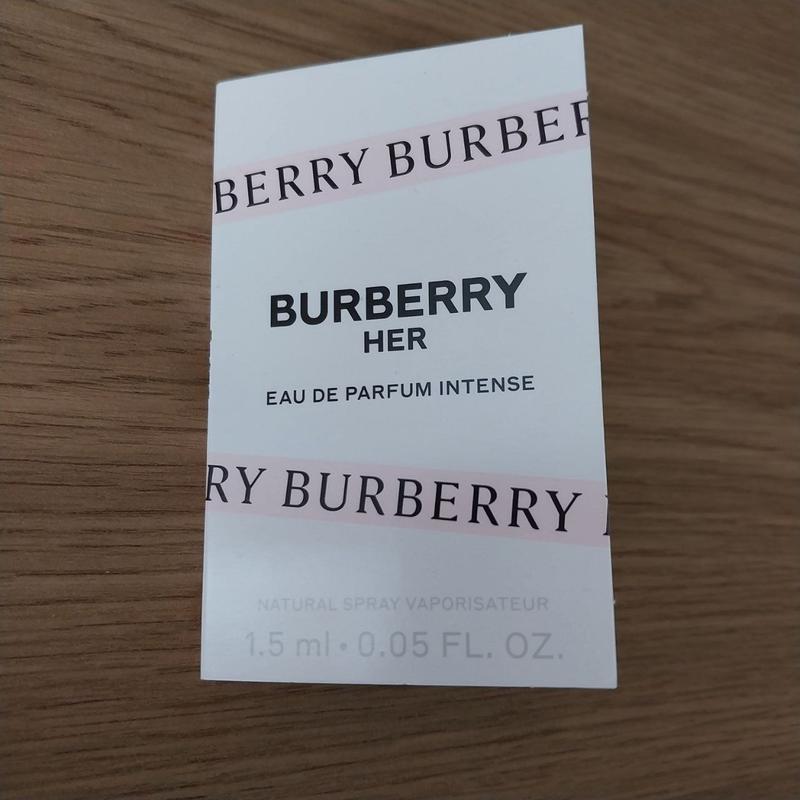 BERRY BURBER
BURBERRY
HER
EAU DE PARFUM INTENSE
RY BURBERRY
NATURAL SPRAY VAPORISATEUR
1.5 ml • 0.05 FL. OZ.